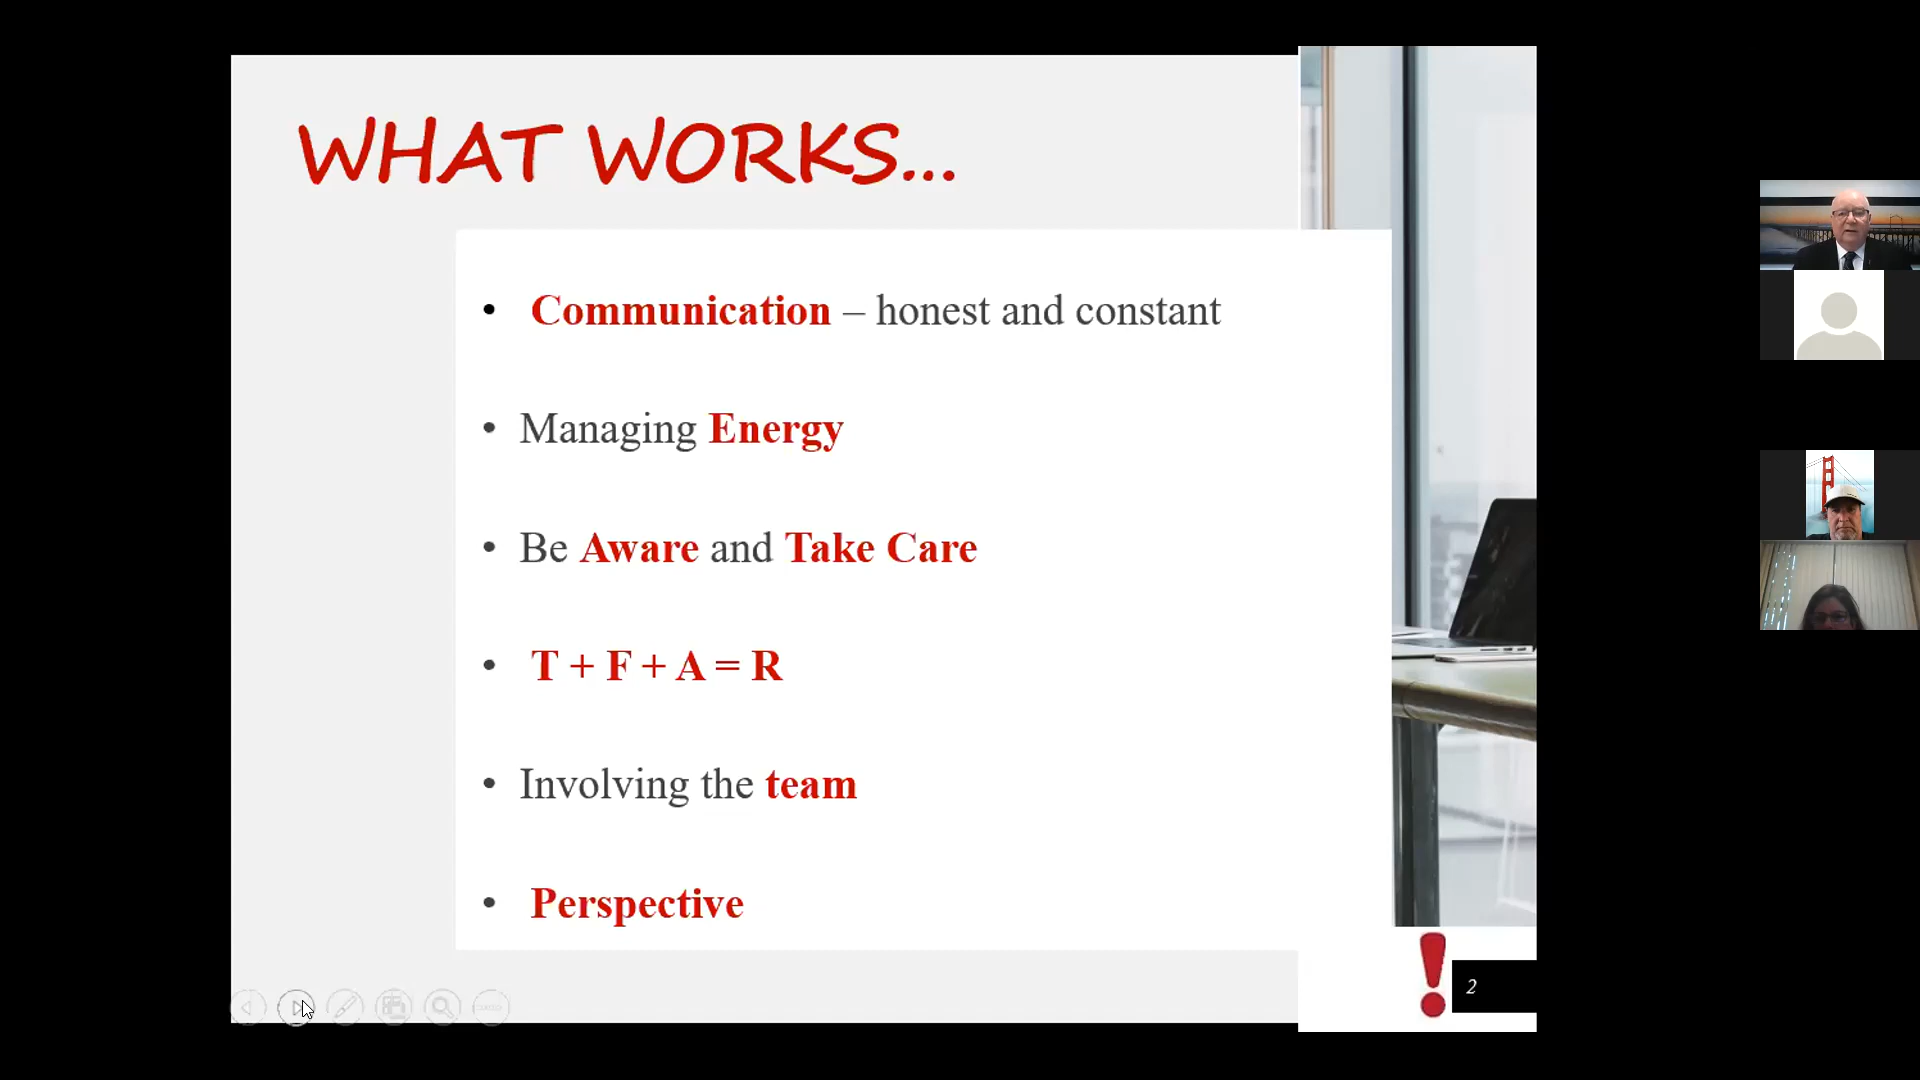 WHAT WORKS...
• Communication – honest and constant
• Managing Energy
• Be Aware and Take Care
• T + F + A = R
• Involving the team
• Perspective
2